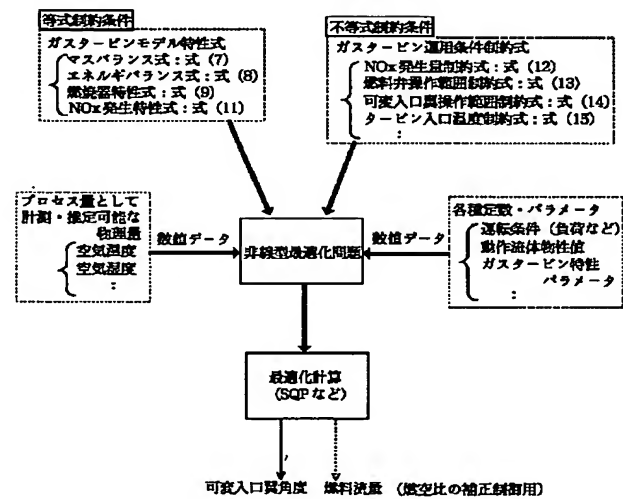 等式制約条件
ガスタービンモデル特性式
マスバランス式：式 (7)
エネルギバランス式：式 (8)
燃焼器特性式：式 (9)
NOx 発生特性式：式 (11)
不等式制約条件
ガスタービン運用条件制約式
NOx 発生量制約式：式 (12)
燃料弁操作範囲制約式：式 (13)
可変入口翼操作範囲制約式：式 (14)
タービン入口温度制約式：式 (15)
：
プロセス量として
計測・推定可能な
物理量
空気温度
空気湿度
：
数値データ
非線型最適化問題
数値データ
各種定数・パラメータ
運転条件 (負荷など)
動作流体物性値
ガスタービン特性
パラメータ
：
最適化計算
(SQP など)
可変入口翼角度 燃料流量 (燃空比の補正制御用)